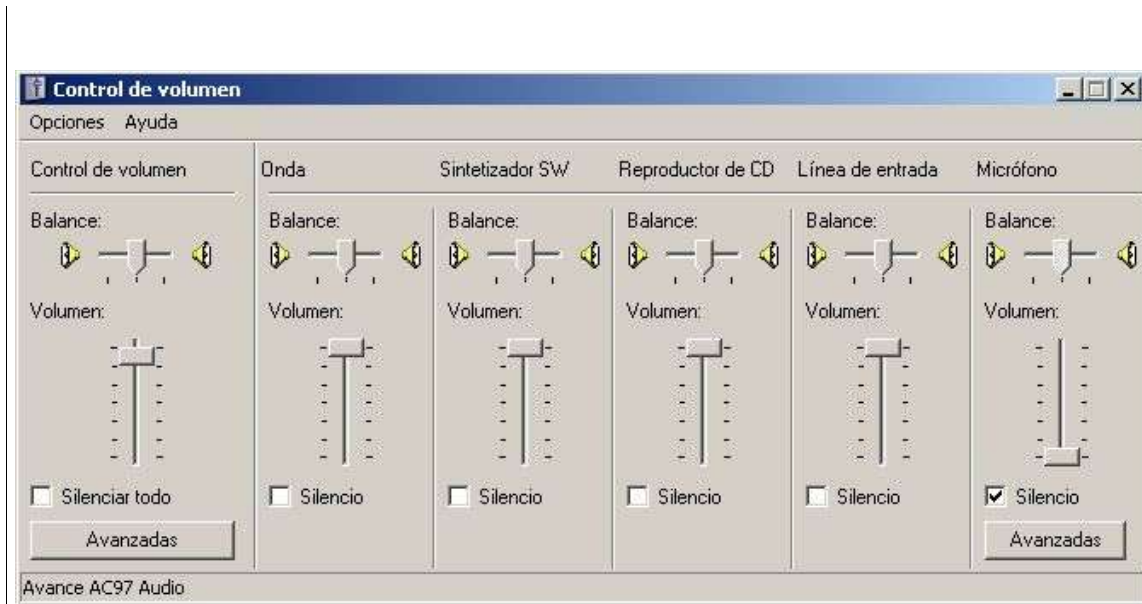 Control de volumen
Opciones Ayuda
Control de volumen Onda Sintetizador SW Reproductor de CD Línea de entrada Micrófono
Balance: Balance: Balance: Balance: Balance: Balance:
Volumen: Volumen: Volumen: Volumen: Volumen: Volumen:
Silenciar todo Silencio Silencio Silencio Silencio Silencio
Avanzadas Avanzadas
Avance AC97 Audio